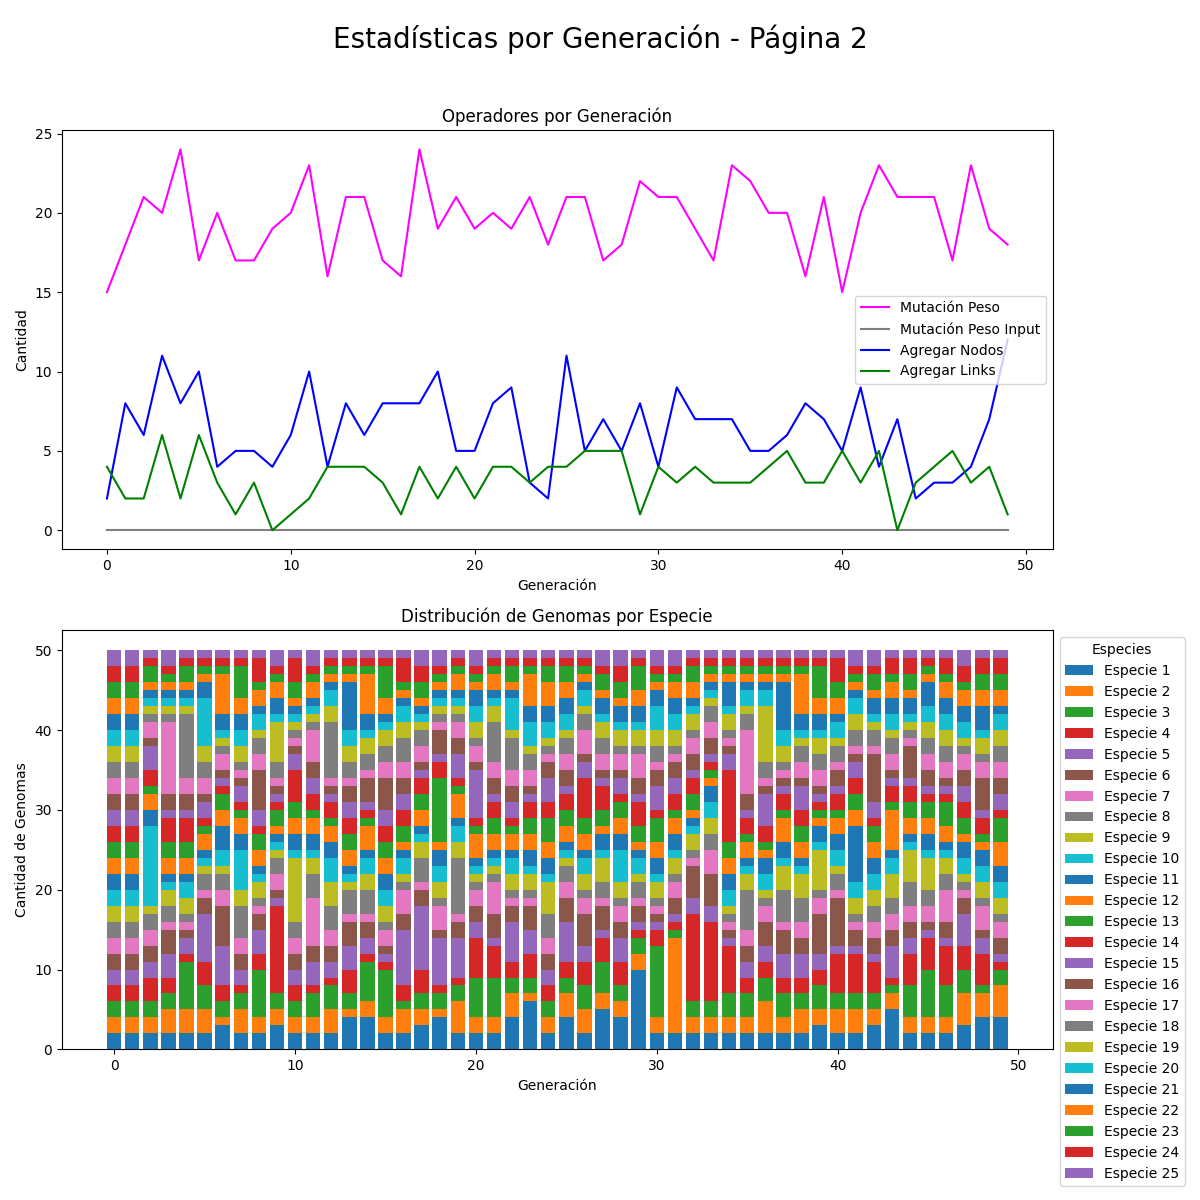 Estadísticas por Generación - Página 2
Operadores por Generación
25
20
15
10
5
0
Cantidad
Mutación Peso
Mutación Peso Input
Agregar Nodos
Agregar Links
0 10 20 30 40 50
Generación
Distribución de Genomas por Especie
50
40
30
20
10
0
Cantidad de Genomas
0 10 20 30 40 50
Generación
Especies
Especie 1
Especie 2
Especie 3
Especie 4
Especie 5
Especie 6
Especie 7
Especie 8
Especie 9
Especie 10
Especie 11
Especie 12
Especie 13
Especie 14
Especie 15
Especie 16
Especie 17
Especie 18
Especie 19
Especie 20
Especie 21
Especie 22
Especie 23
Especie 24
Especie 25